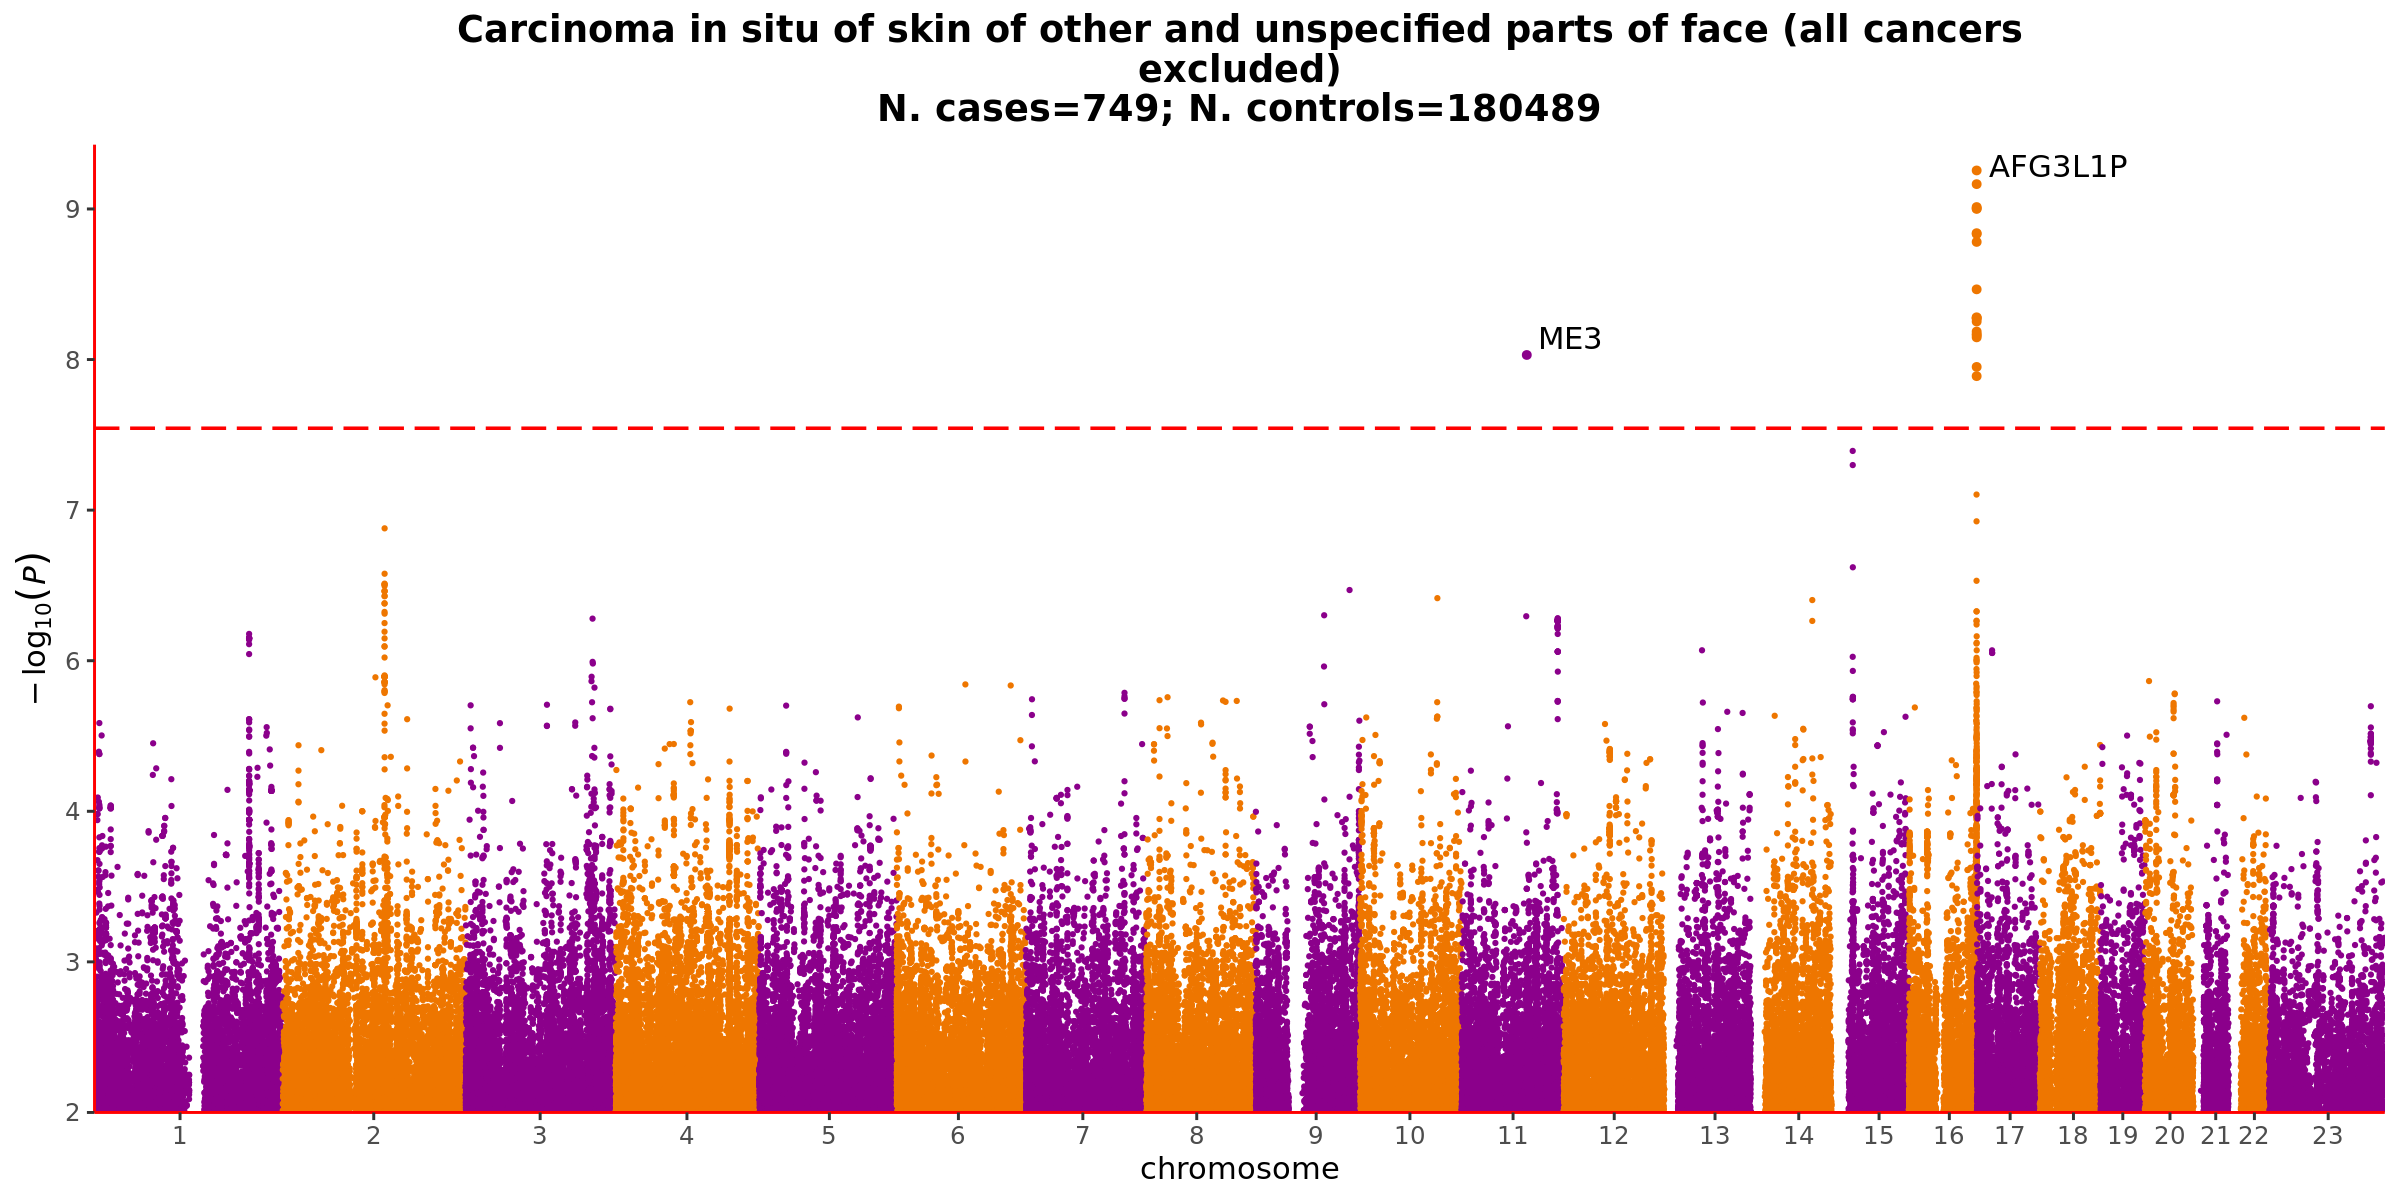 Carcinoma in situ of skin of other and unspecified parts of face (all cancers
excluded)
N. cases=749; N. controls=180489
AFG3L1P
9
ME3
8
7
6
5
4
3
2
−log10(P)
1 2 3 4 5 6 7 8 9 10 11 12 13 14 15 16 17 18 19 20 21 22 23
chromosome